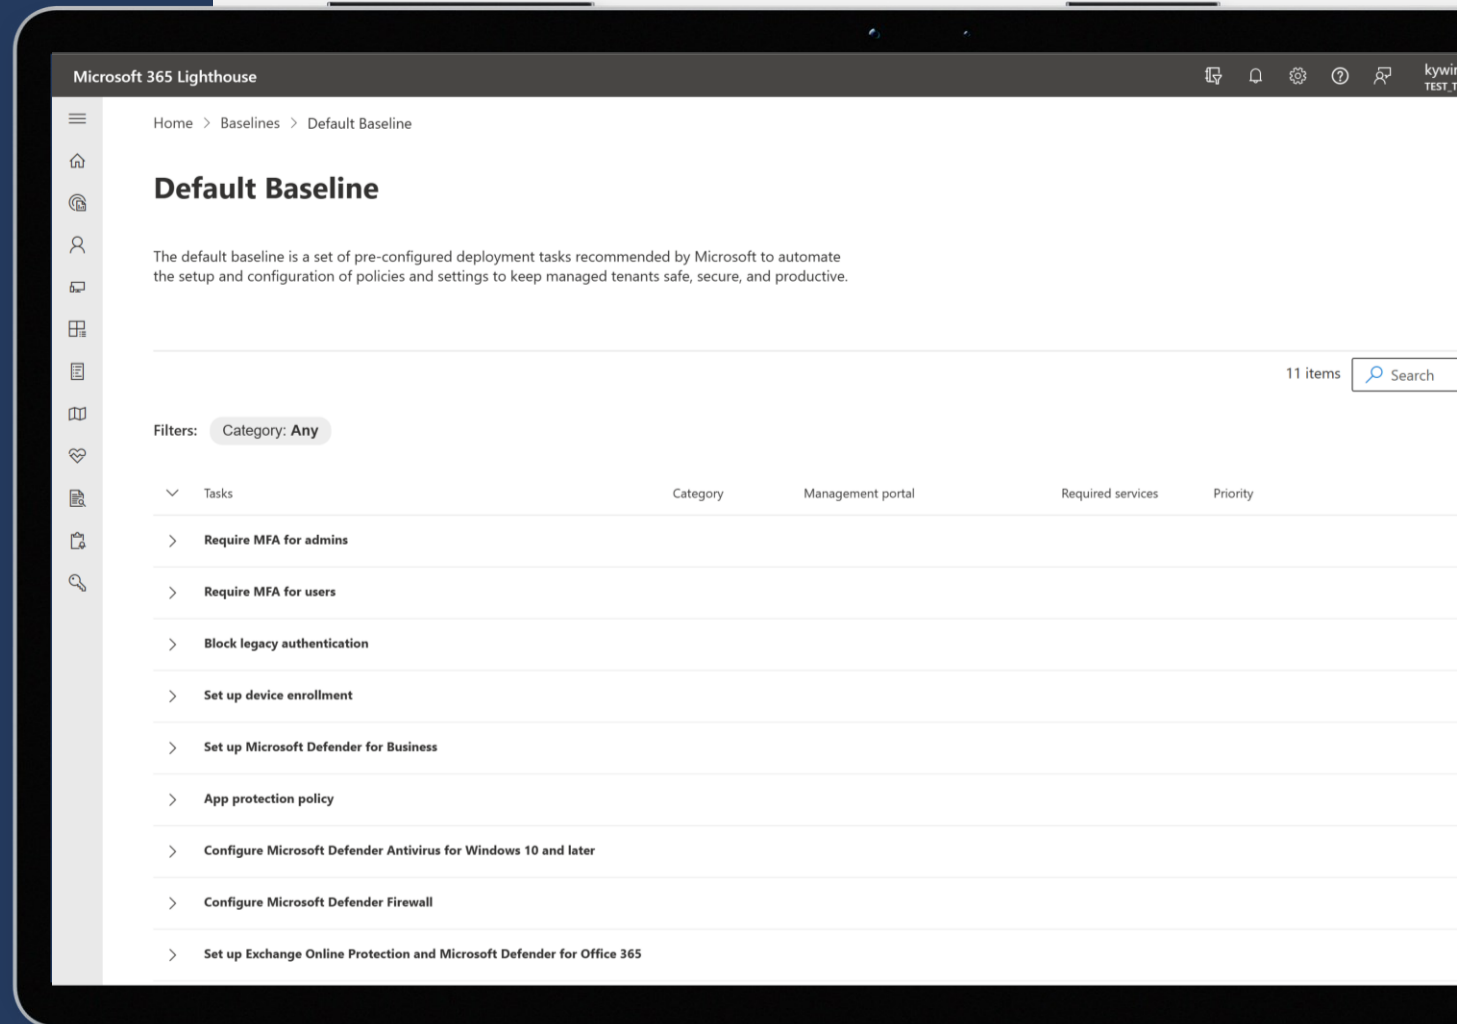 Microsoft 365 Lighthouse
Home > Baselines > Default Baseline
Default Baseline
The default baseline is a set of pre-configured deployment tasks recommended by Microsoft to automate
the setup and configuration of policies and settings to keep managed tenants safe, secure, and productive.
11 items
Search
Filters: Category: Any
Tasks Category Management portal Required services Priority
Require MFA for admins
Require MFA for users
Block legacy authentication
Set up device enrollment
Set up Microsoft Defender for Business
App protection policy
Configure Microsoft Defender Antivirus for Windows 10 and later
Configure Microsoft Defender Firewall
Set up Exchange Online Protection and Microsoft Defender for Office 365